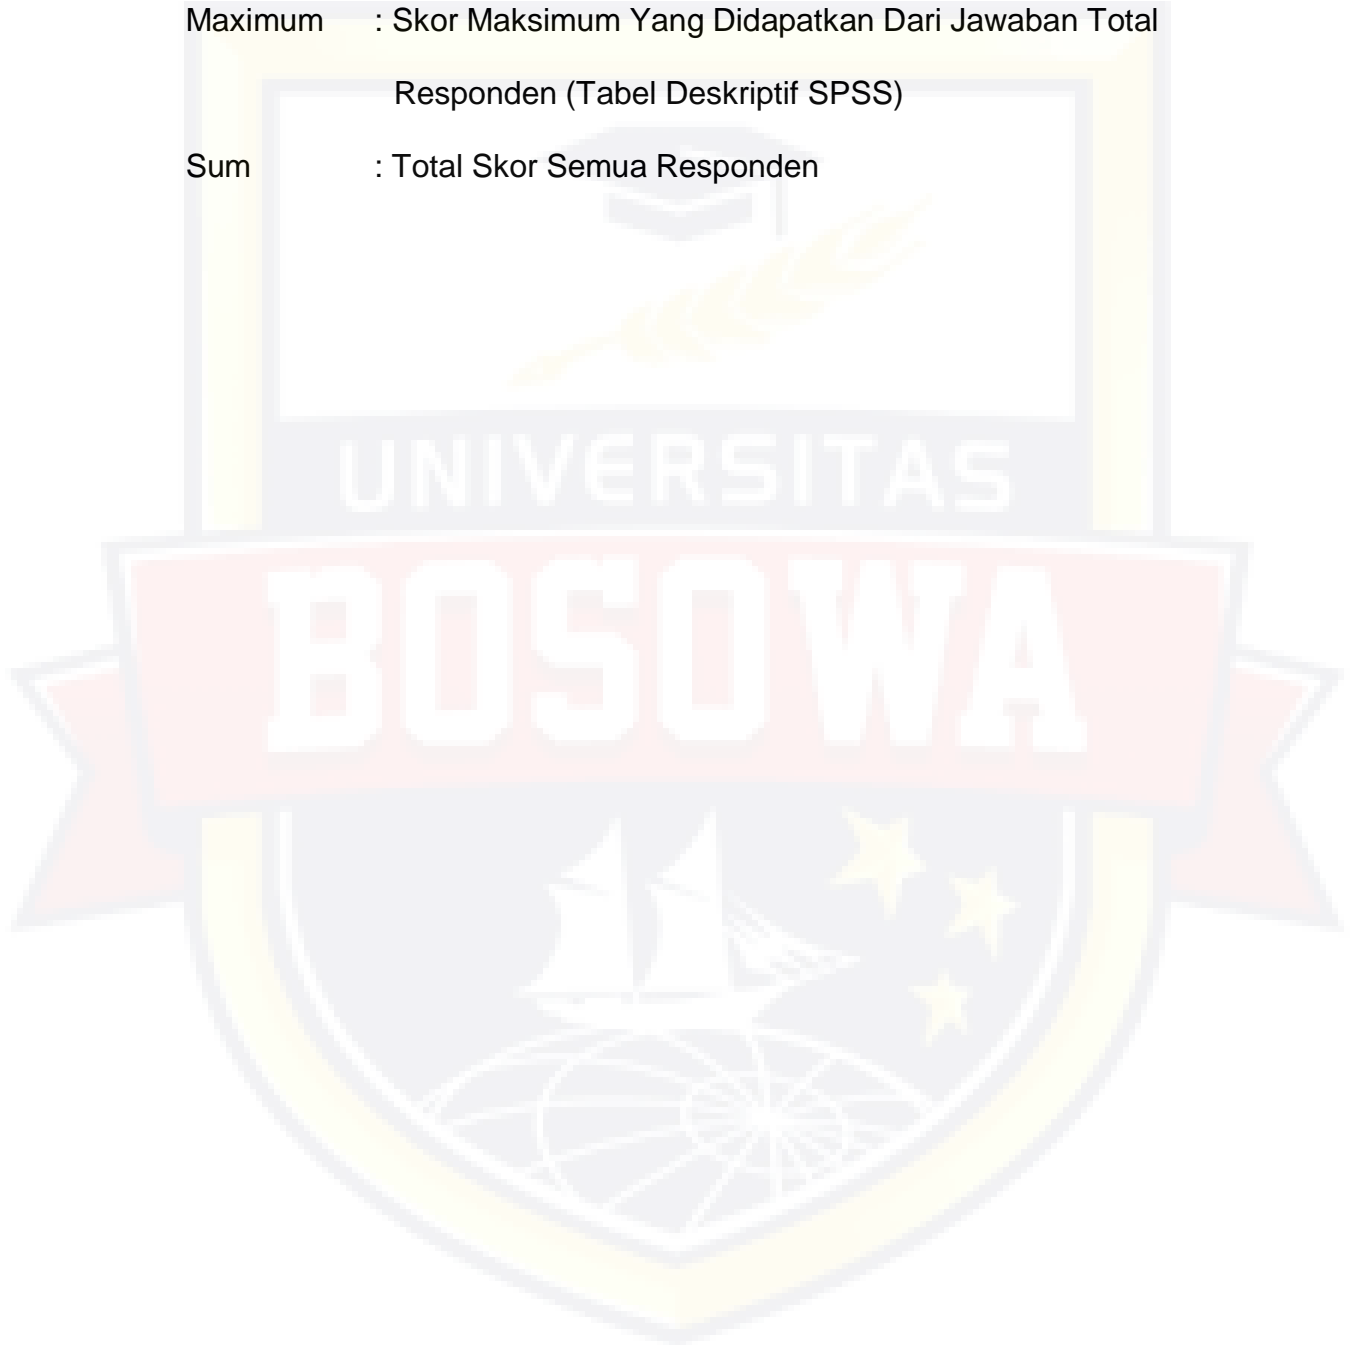 Maximum : Skor Maksimum Yang Didapatkan Dari Jawaban Total
Responden (Tabel Deskriptif SPSS)
Sum : Total Skor Semua Responden
UNIVERSITAS
BOSOWA